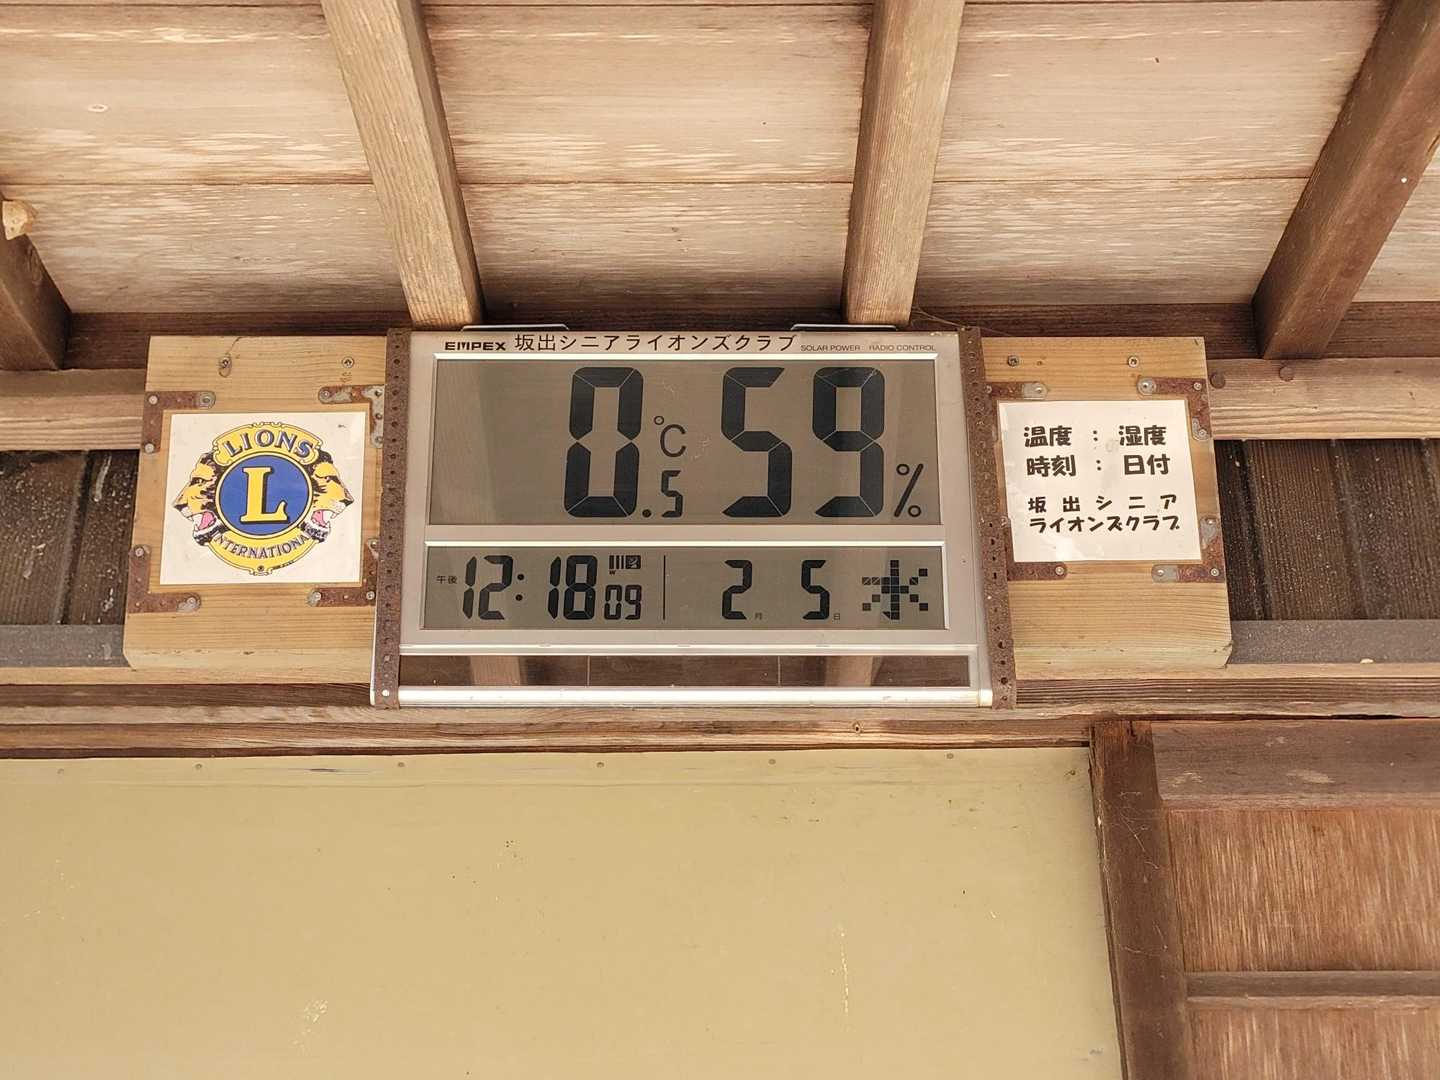 EMPEX 坂出シニアライオンズクラブ SOLAR POWER RADIO CONTROL
0.5 ℃ 59 %
午後 12:18 09 2月 5日 水
LIONS
L
INTERNATIONAL
温度 : 湿度
時刻 : 日付
坂出シニア
ライオンズクラブ